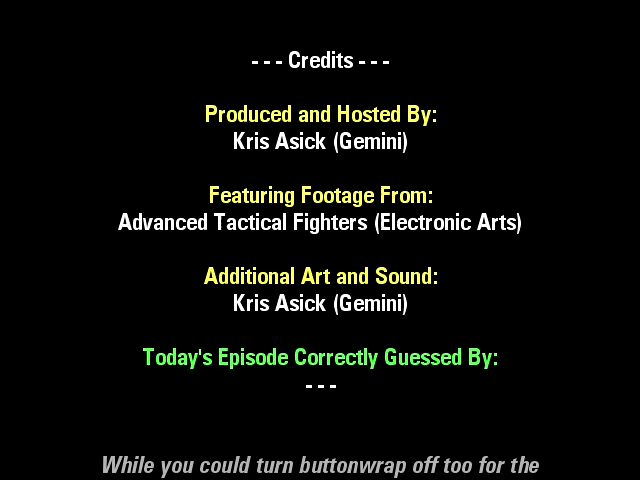 - - - Credits - - -
Produced and Hosted By:
Kris Asick (Gemini)
Featuring Footage From:
Advanced Tactical Fighters (Electronic Arts)
Additional Art and Sound:
Kris Asick (Gemini)
Today's Episode Correctly Guessed By:
- - -
While you could turn buttonwrap off too for the